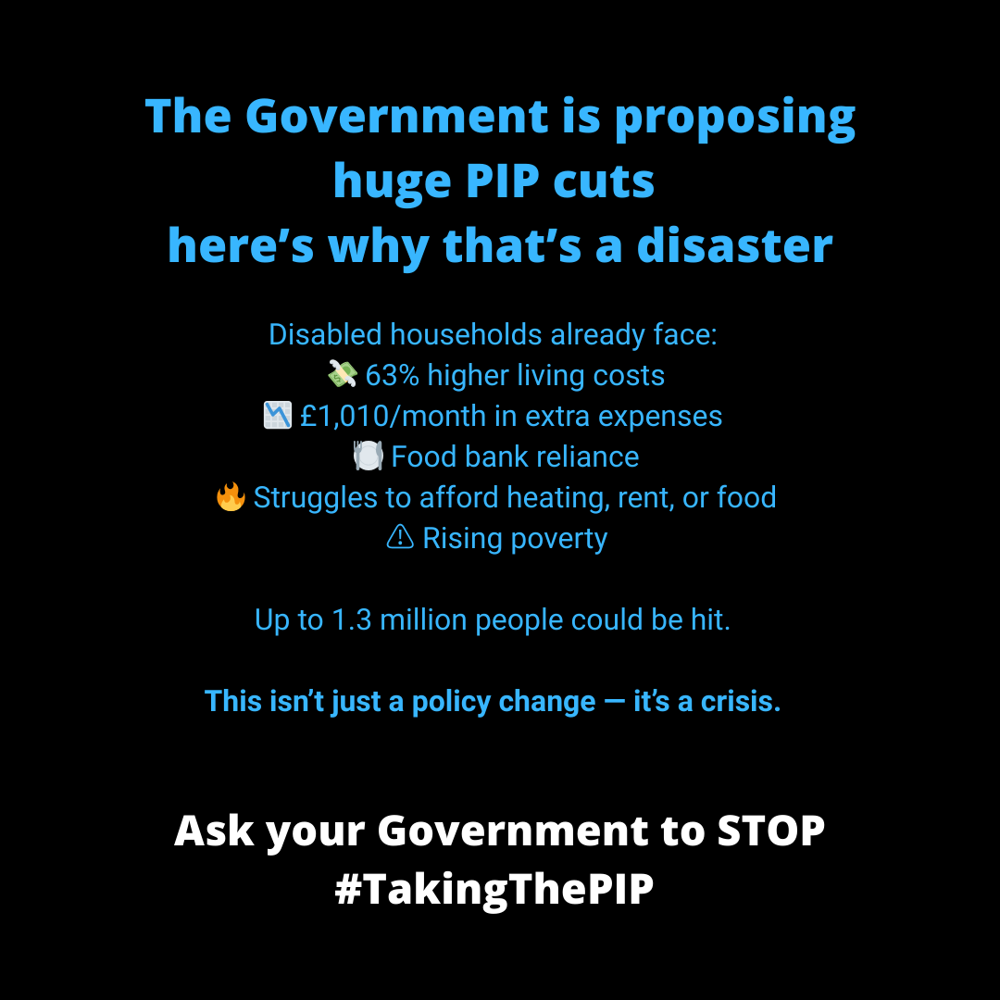 The Government is proposing
huge PIP cuts
here’s why that’s a disaster
Disabled households already face:
💸 63% higher living costs
📉 £1,010/month in extra expenses
🍽️ Food bank reliance
🔥 Struggles to afford heating, rent, or food
⚠ Rising poverty
Up to 1.3 million people could be hit.
This isn’t just a policy change — it’s a crisis.
Ask your Government to STOP
#TakingThePIP